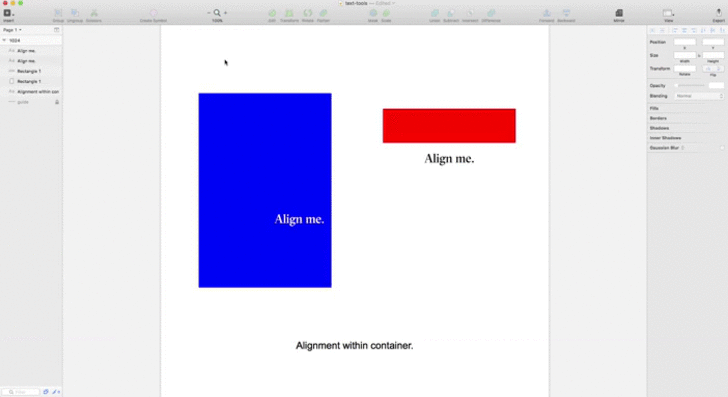 text-tools — Edited
Insert
Group Ungroup
Create Symbol
100%
Edit Transform Rotate Flatten
Mask
Union Subtract Intersect Difference
Forward Backward
Mirror
View
Export
Page 1
1024
Align me.
Align me.
Rectangle 1
Rectangle 1
Alignment within con
guide
Filter
Align me.
Align me.
Alignment within container.
Position
X Y
Size
Width Height
Transform
Rotate Flip
Opacity
Blending Normal
Fills
Borders
Shadows
Inner Shadows
Gaussian Blur